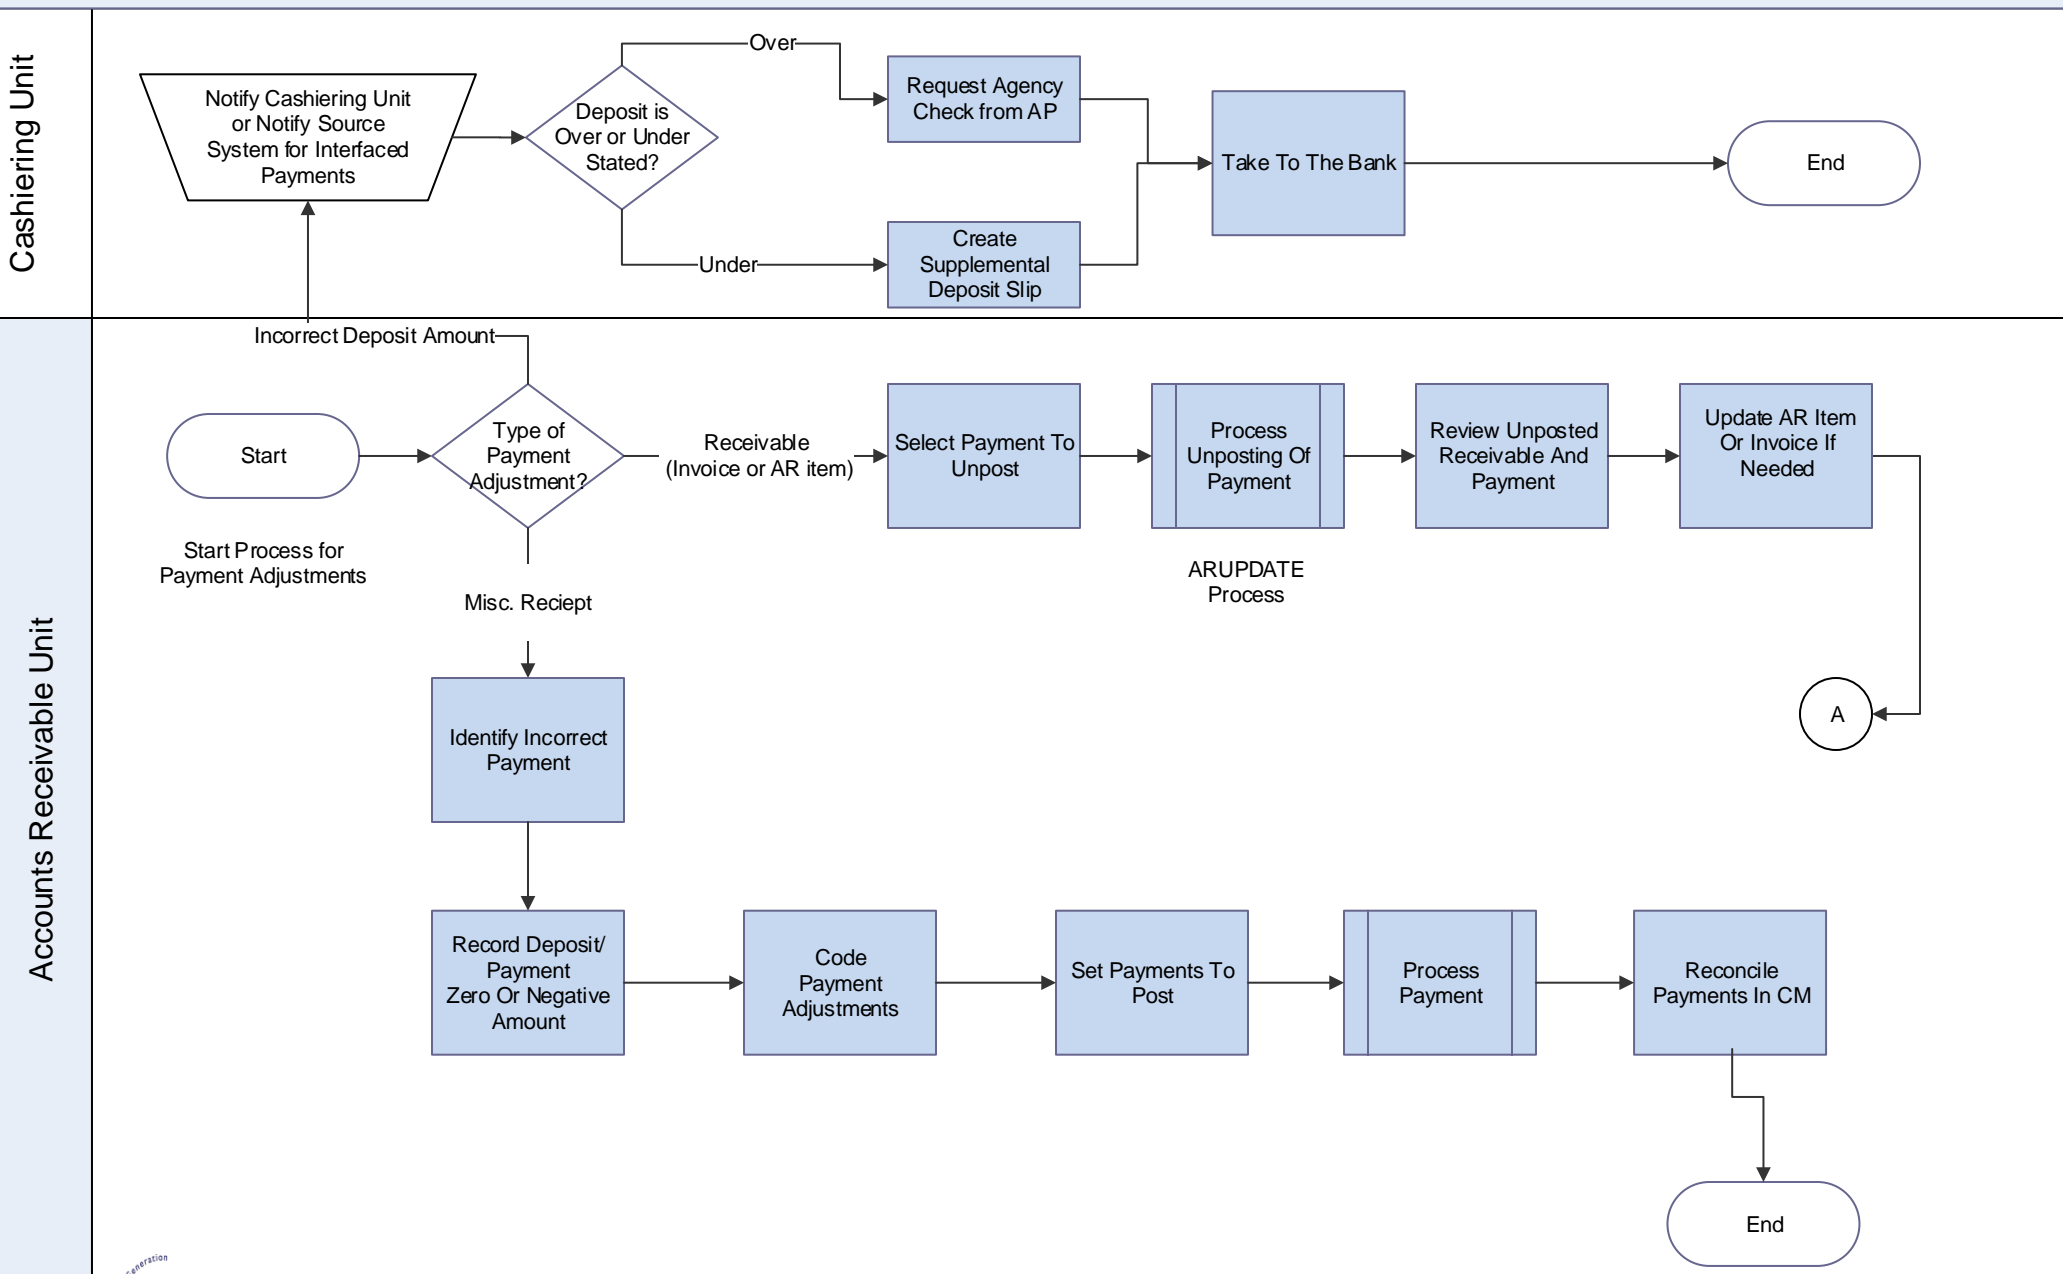 Cashiering Unit
Notify Cashiering Unit
or Notify Source
System for Interfaced
Payments
Deposit is
Over or Under
Stated?
Over
Under
Request Agency
Check from AP
Create
Supplemental
Deposit Slip
Take To The Bank
End
Accounts Receivable Unit
Incorrect Deposit Amount
Start
Start Process for
Payment Adjustments
Type of
Payment
Adjustment?
Receivable
(Invoice or AR item)
Select Payment To
Unpost
Process
Unposting Of
Payment
ARUPDATE
Process
Review Unposted
Receivable And
Payment
Update AR Item
Or Invoice If
Needed
A
Misc. Reciept
Identify Incorrect
Payment
Record Deposit/
Payment
Zero Or Negative
Amount
Code
Payment
Adjustments
Set Payments To
Post
Process
Payment
Reconcile
Payments In CM
End